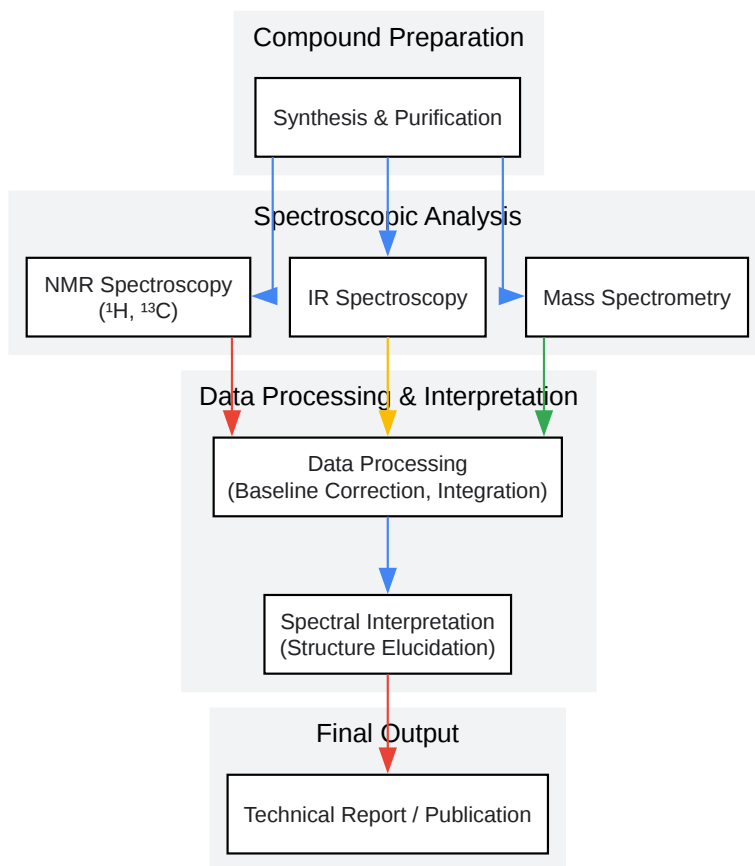 Compound Preparation
Synthesis & Purification
Spectroscopic Analysis
NMR Spectroscopy
(¹H, ¹³C)
IR Spectroscopy
Mass Spectrometry
Data Processing & Interpretation
Data Processing
(Baseline Correction, Integration)
Spectral Interpretation
(Structure Elucidation)
Final Output
Technical Report / Publication